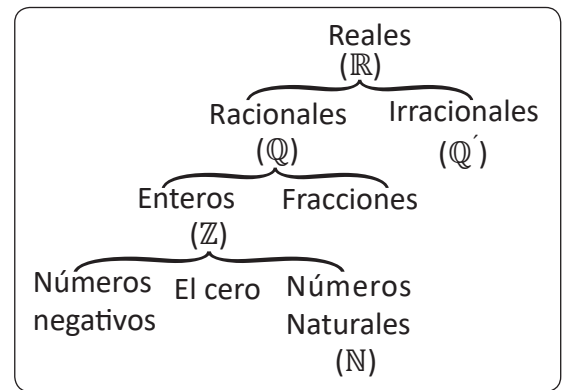 Reales
(ℝ)
Racionales Irracionales
(ℚ) (ℚ´)
Enteros Fracciones
(ℤ)
Números El cero Números
negativos Naturales
(ℕ)